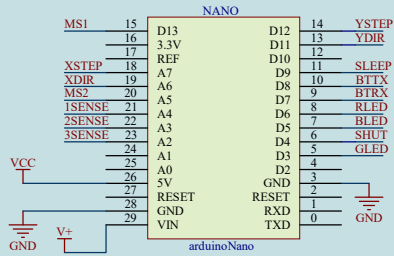 NANO
MS1 15 D13 D12 14 YSTEP
16 3.3V D11 13 YDIR
17 REF D10 12
XSTEP 18 A7 D9 11 SLEEP
XDIR 19 A6 D8 10 BTTX
MS2 20 A5 D7 9 BTRX
1SENSE 21 A4 D6 8 RLED
2SENSE 22 A3 D5 7 BLED
3SENSE 23 A2 D4 6 SHUT
24 A1 D3 5 GLED
VCC 25 A0 D2 4
26 5V GND 3
27 RESET RESET 2
28 GND RXD 1 GND
GND V+ 29 VIN TXD 0
arduinoNano